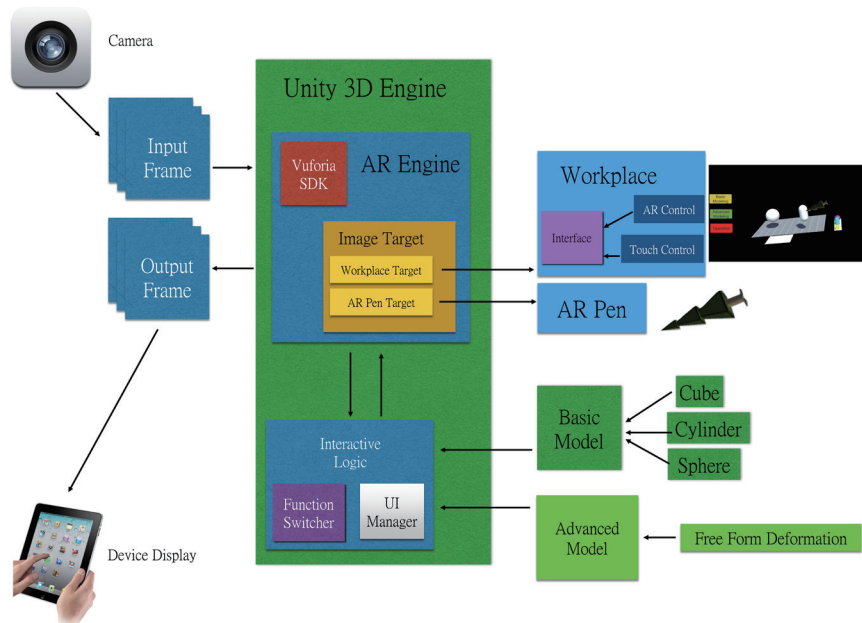 Camera
Input
Frame
Output
Frame
Device Display
Unity 3D Engine
Vuforia
SDK
AR Engine
Image Target
Workplace Target
AR Pen Target
Interactive
Logic
Function
Switcher
UI
Manager
Workplace
Interface
AR Control
Touch Control
AR Pen
Basic
Model
Cube
Cylinder
Sphere
Advanced
Model
Free Form Deformation